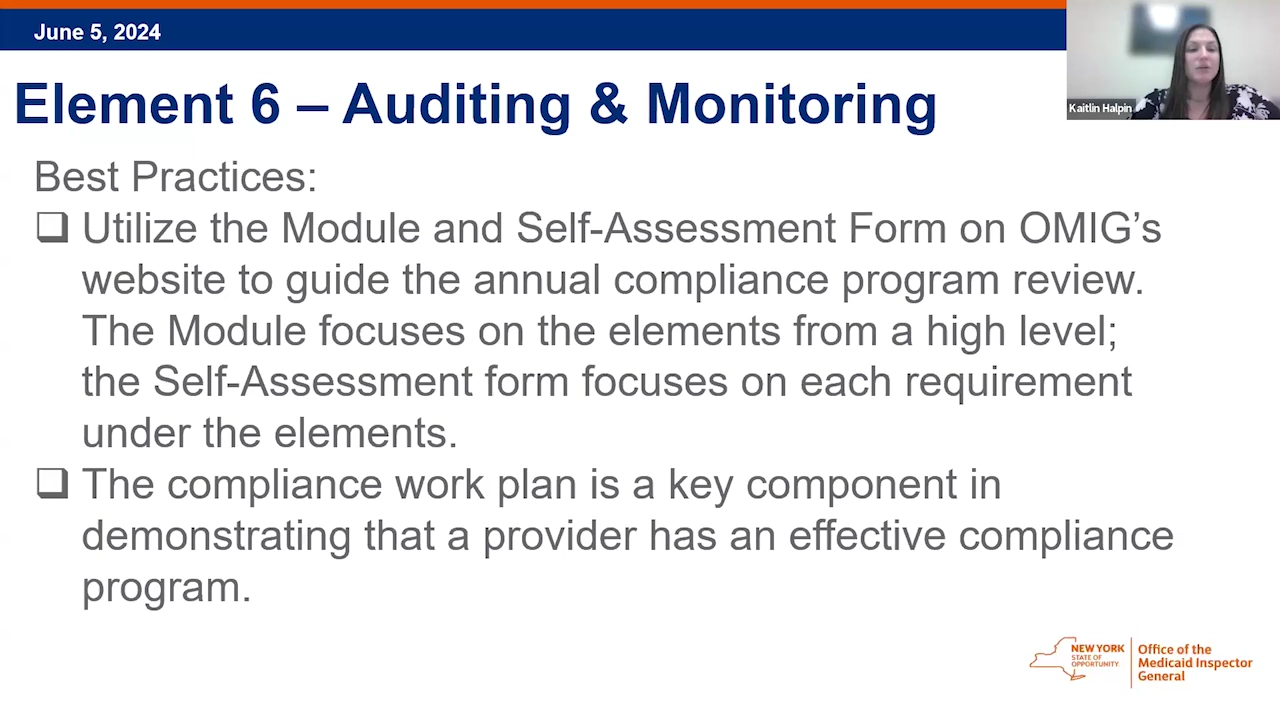 June 5, 2024
Kaitlin Halpin
Element 6 – Auditing & Monitoring
Best Practices:
❑ Utilize the Module and Self-Assessment Form on OMIG’s
website to guide the annual compliance program review.
The Module focuses on the elements from a high level;
the Self-Assessment form focuses on each requirement
under the elements.
❑ The compliance work plan is a key component in
demonstrating that a provider has an effective compliance
program.
NEW YORK
STATE OF
OPPORTUNITY.
Office of the
Medicaid Inspector
General